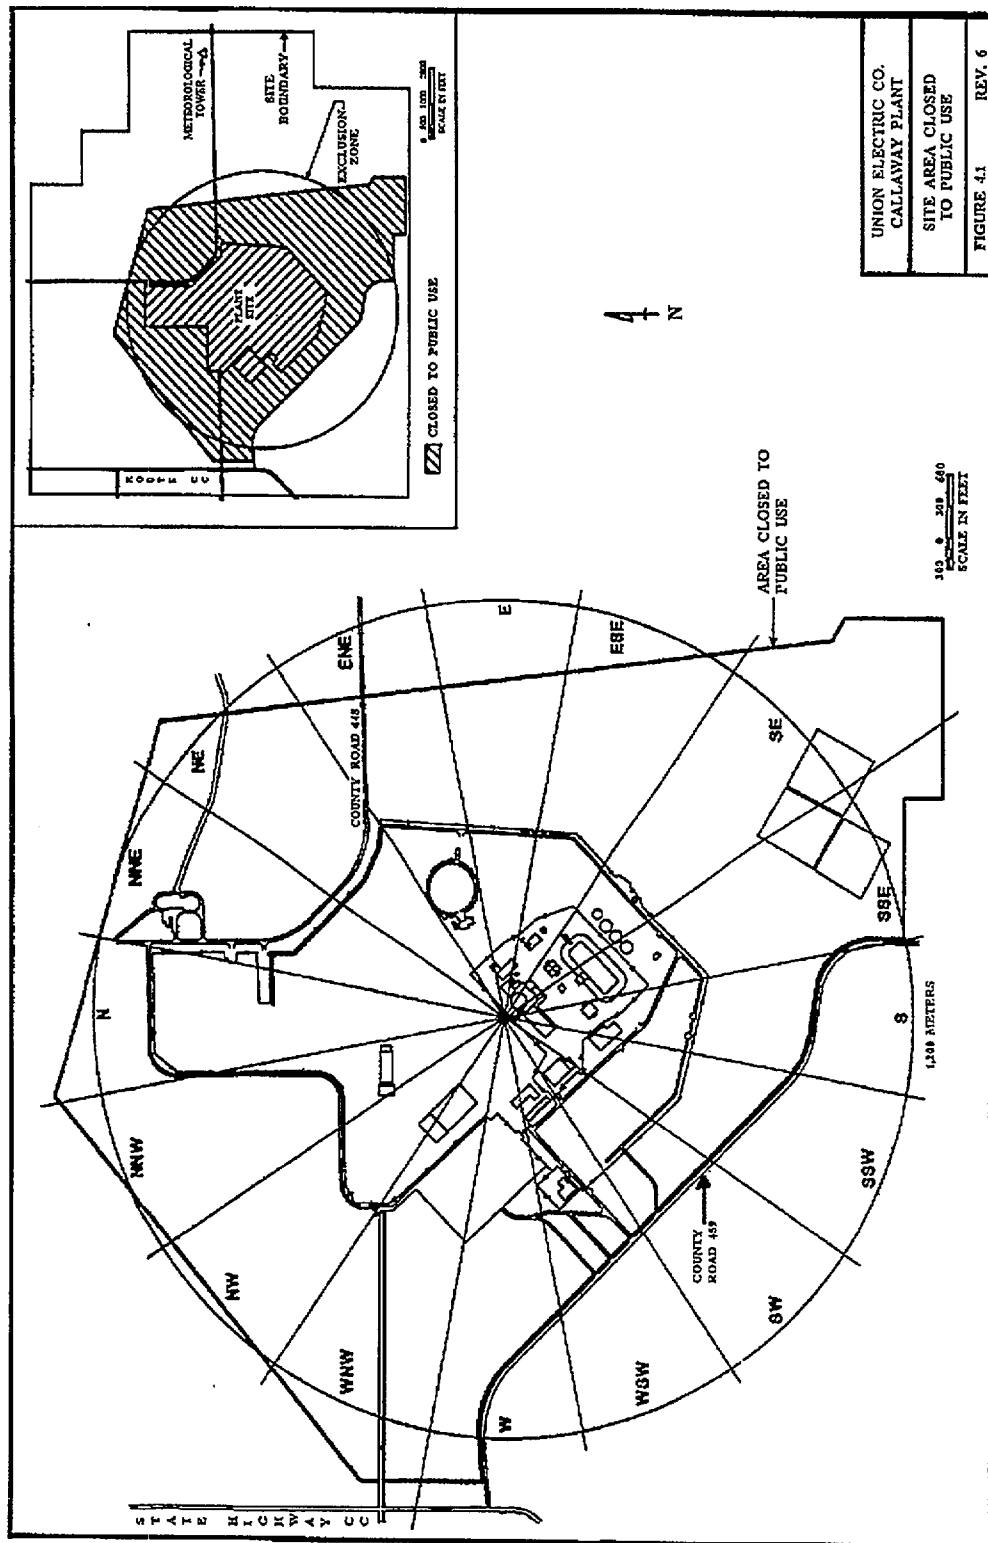 METEOROLOGICAL
TOWER
SITE
BOUNDARY
EXCLUSION
ZONE
SCALE IN FEET
PLANT
SITE
CLOSED TO PUBLIC USE
N
UNION ELECTRIC CO.
CALLAWAY PLANT
SITE AREA CLOSED
TO PUBLIC USE
FIGURE 4.1 REV. 6
AREA CLOSED TO
PUBLIC USE
SCALE IN FEET
N
NNE
NE
ENE
E
ESE
SE
SSE
S
SSW
SW
WSW
W
WNW
NW
NNW
COUNTY
ROAD 459
1,200 METERS
STATE HIGHWAY CC